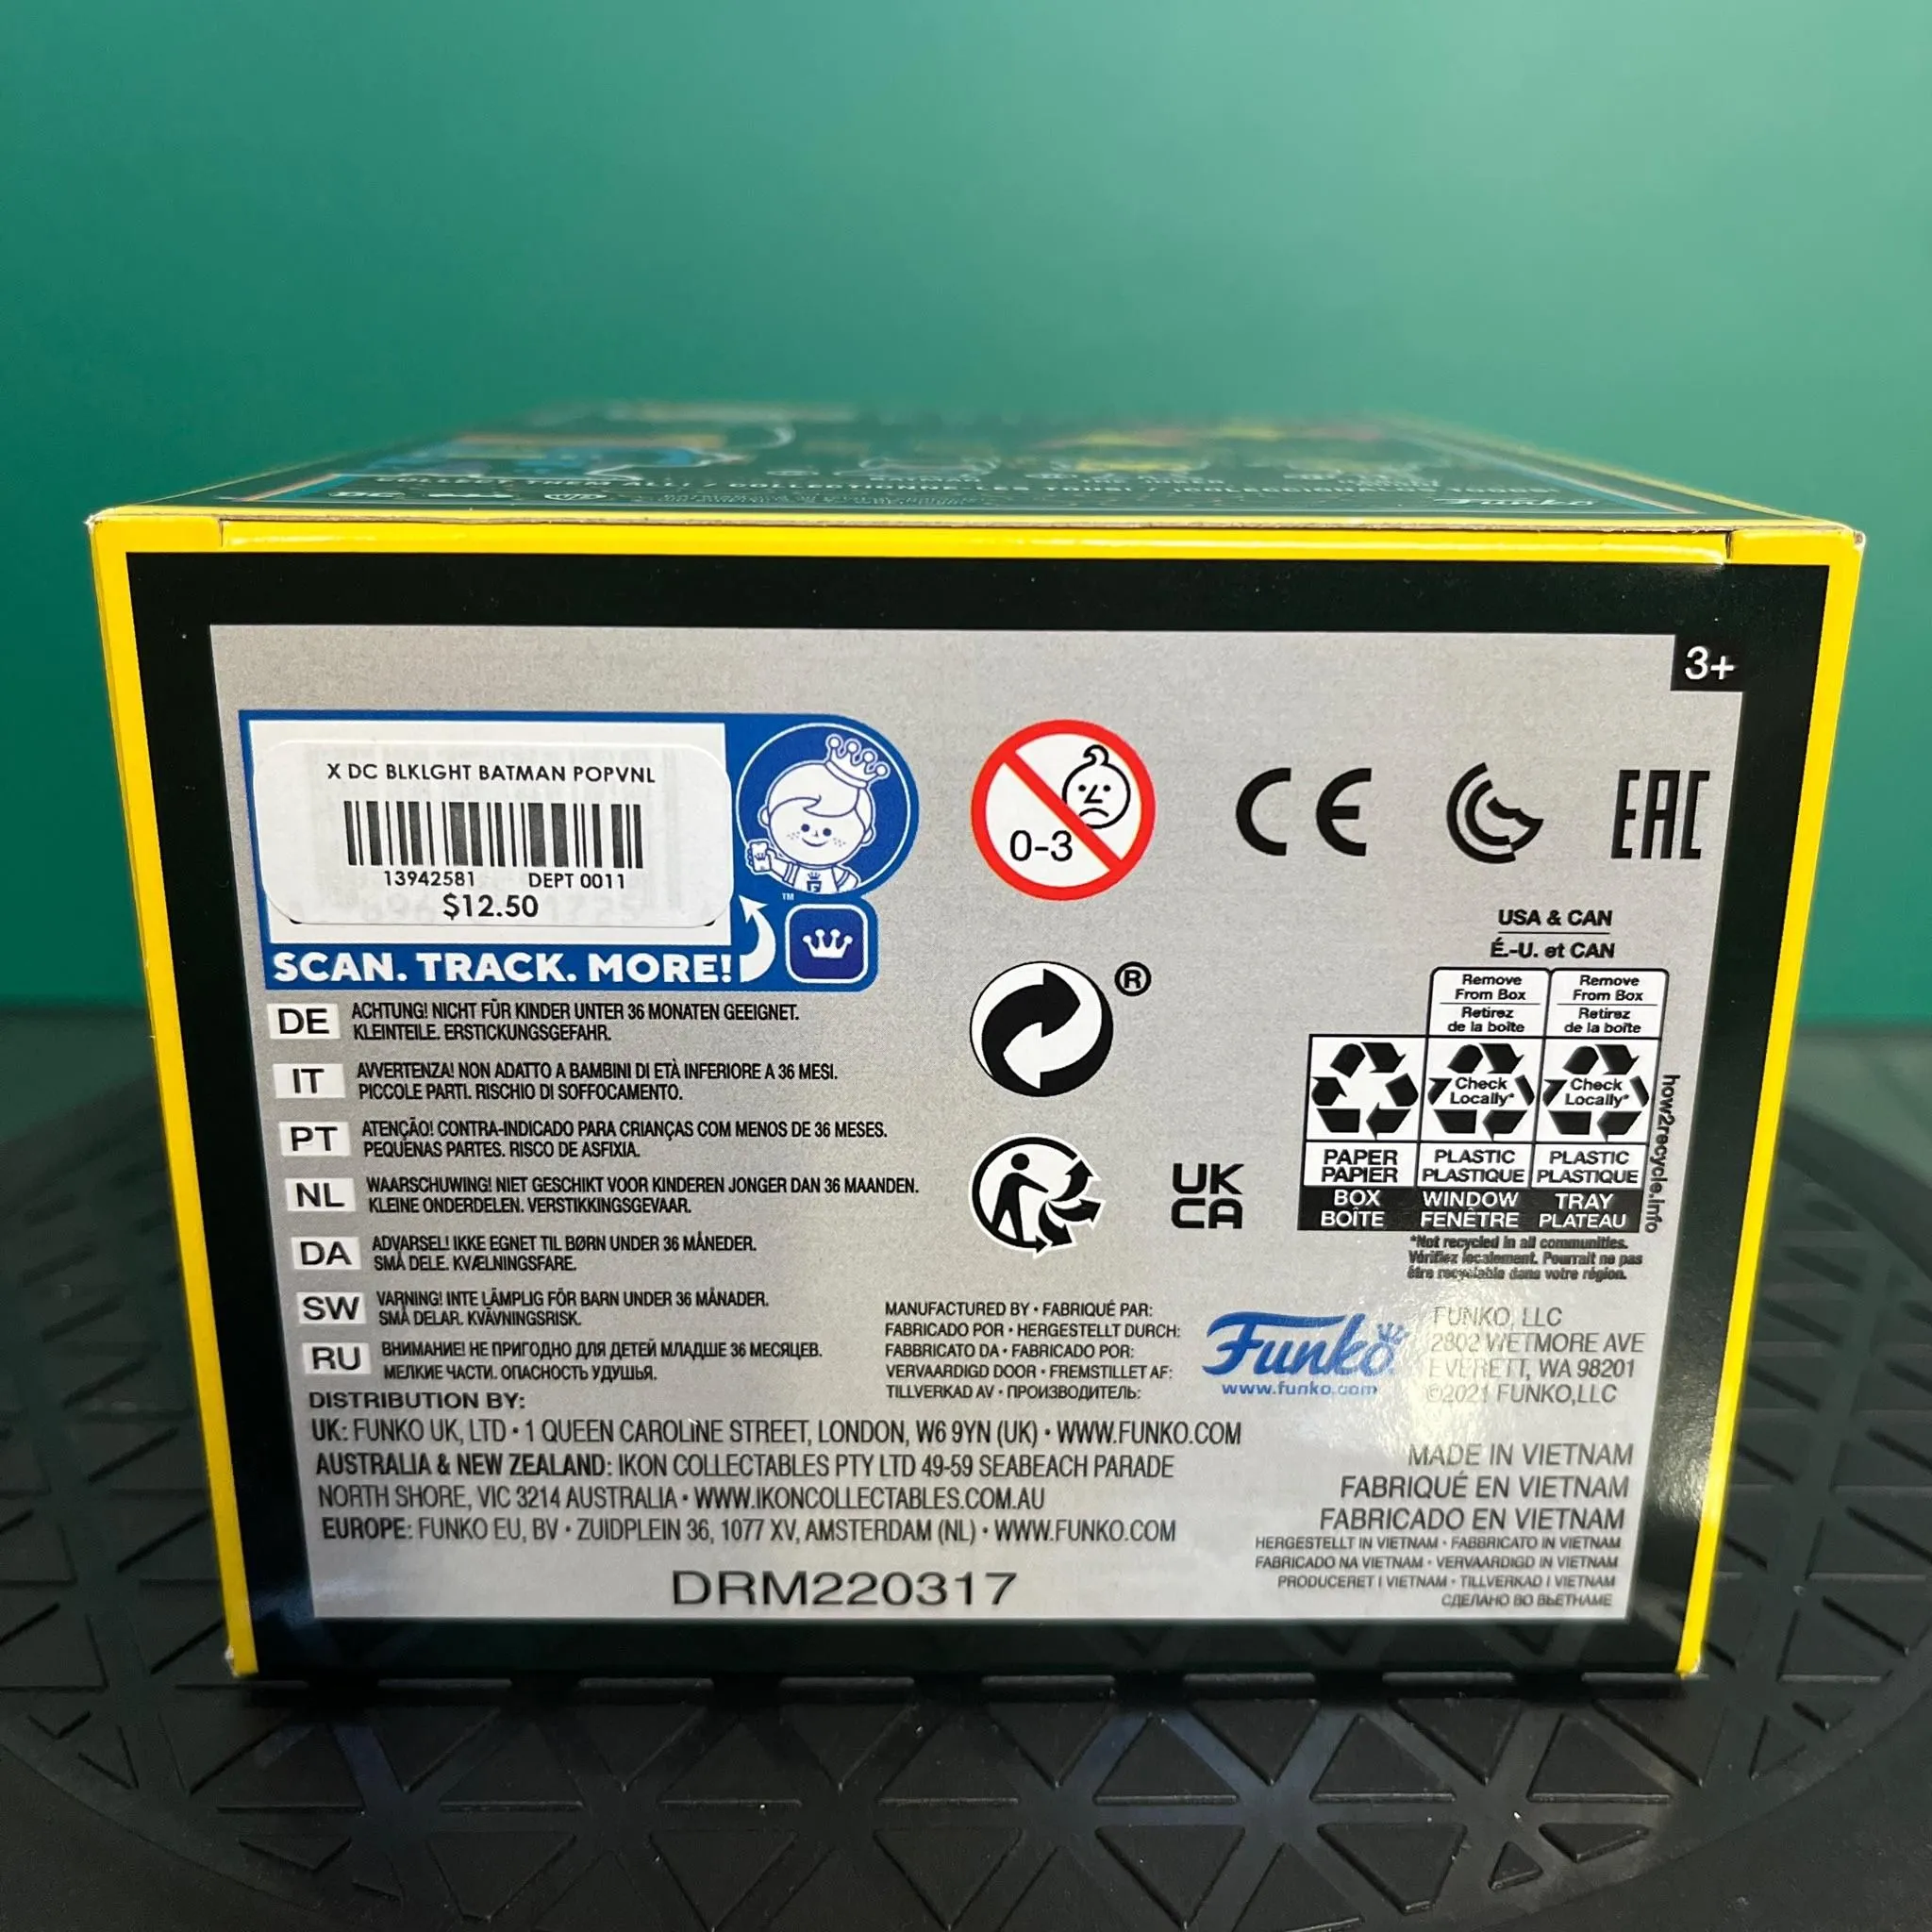 COLLECT THEM ALL! / COLLECTIONNEZ-LES TOUS! / ¡COLECCIONALOS TODOS!
DC
Funko
3+
X DC BLKLGHT BATMAN POPVNL
13942581 DEPT 0011
$12.50
TM
SCAN. TRACK. MORE!
0-3
CE
EAC
®
UK
CA
USA & CAN
É.-U. et CAN
Remove
From Box
Retirez
de la boîte
Remove
From Box
Retirez
de la boîte
Check
Locally*
Check
Locally*
PAPER
PAPIER
PLASTIC
PLASTIQUE
PLASTIC
PLASTIQUE
BOX
BOÎTE
WINDOW
FENÊTRE
TRAY
PLATEAU
how2recycle.info
*Not recycled in all communities.
Vérifiez localement. Pourrait ne pas
être recyclable dans votre région.
DE ACHTUNG! NICHT FÜR KINDER UNTER 36 MONATEN GEEIGNET.
KLEINTEILE. ERSTICKUNGSGEFAHR.
IT AVVERTENZA! NON ADATTO A BAMBINI DI ETÀ INFERIORE A 36 MESI.
PICCOLE PARTI. RISCHIO DI SOFFOCAMENTO.
PT ATENÇÃO! CONTRA-INDICADO PARA CRIANÇAS COM MENOS DE 36 MESES.
PEQUENAS PARTES. RISCO DE ASFIXIA.
NL WAARSCHUWING! NIET GESCHIKT VOOR KINDEREN JONGER DAN 36 MAANDEN.
KLEINE ONDERDELEN. VERSTIKKINGSGEVAAR.
DA ADVARSEL! IKKE EGNET TIL BØRN UNDER 36 MÅNEDER.
SMÅ DELE. KVÆLNINGSFARE.
SW VARNING! INTE LÄMPLIG FÖR BARN UNDER 36 MÅNADER.
SMÅ DELAR. KVÄVNINGSRISK.
RU ВНИМАНИЕ! НЕ ПРИГОДНО ДЛЯ ДЕТЕЙ МЛАДШЕ 36 МЕСЯЦЕВ.
МЕЛКИЕ ЧАСТИ. ОПАСНОСТЬ УДУШЬЯ.
MANUFACTURED BY • FABRIQUÉ PAR:
FABRICADO POR • HERGESTELLT DURCH:
FABBRICATO DA • FABRICADO POR:
VERVAARDIGD DOOR • FREMSTILLET AF:
TILLVERKAD AV • ПРОИЗВОДИТЕЛЬ:
Funko
www.funko.com
FUNKO, LLC
2802 WETMORE AVE
EVERETT, WA 98201
©2021 FUNKO,LLC
DISTRIBUTION BY:
UK: FUNKO UK, LTD • 1 QUEEN CAROLINE STREET, LONDON, W6 9YN (UK) • WWW.FUNKO.COM
AUSTRALIA & NEW ZEALAND: IKON COLLECTABLES PTY LTD 49-59 SEABEACH PARADE
NORTH SHORE, VIC 3214 AUSTRALIA • WWW.IKONCOLLECTABLES.COM.AU
EUROPE: FUNKO EU, BV • ZUIDPLEIN 36, 1077 XV, AMSTERDAM (NL) • WWW.FUNKO.COM
MADE IN VIETNAM
FABRIQUÉ EN VIETNAM
FABRICADO EN VIETNAM
HERGESTELLT IN VIETNAM • FABBRICATO IN VIETNAM
FABRICADO NA VIETNAM • VERVAARDIGD IN VIETNAM
PRODUCERET I VIETNAM • TILLVERKAD I VIETNAM
СДЕЛАНО ВО ВЬЕТНАМЕ
DRM220317